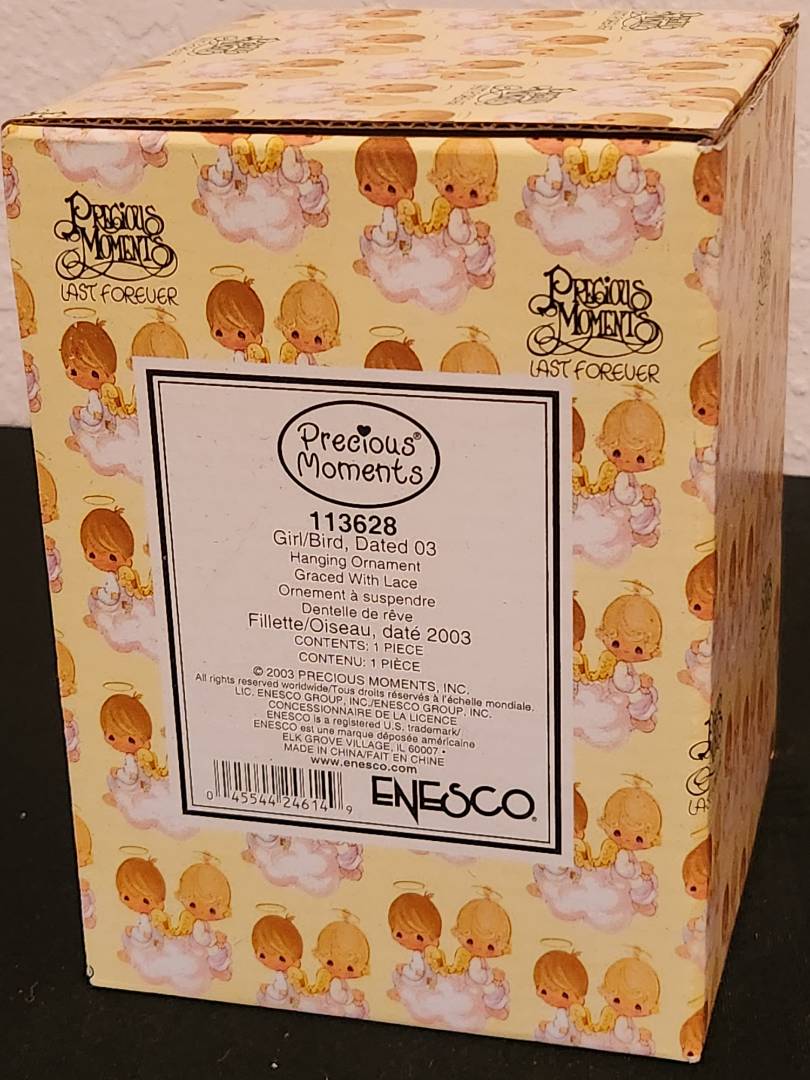 PRECIOUS
MOMENTS
LAST FOREVER
PRECIOUS
MOMENTS
LAST FOREVER
Precious®
Moments
113628
Girl/Bird, Dated 03
Hanging Ornament
Graced With Lace
Ornement à suspendre
Dentelle de rêve
Fillette/Oiseau, daté 2003
CONTENTS: 1 PIECE
CONTENU: 1 PIÈCE
© 2003 PRECIOUS MOMENTS, INC.
All rights reserved worldwide/Tous droits réservés à l'échelle mondiale.
LIC. ENESCO GROUP, INC./ENESCO GROUP, INC.
CONCESSIONNAIRE DE LA LICENCE
ENESCO is a registered U.S. trademark/
ENESCO est une marque déposée américaine
ELK GROVE VILLAGE, IL 60007 •
MADE IN CHINA/FAIT EN CHINE
www.enesco.com
0 45544 24614 9
ENESCO®